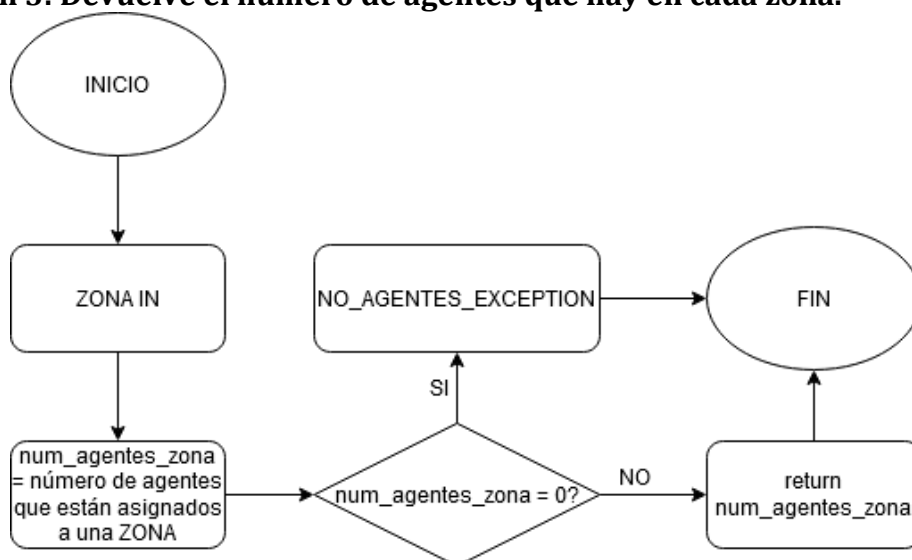 n 3: Devuelve el número de agentes que hay en cada zona.
INICIO
ZONA IN
NO_AGENTES_EXCEPTION
FIN
SI
num_agentes_zona
= número de agentes
que están asignados
a una ZONA
num_agentes_zona = 0?
NO
return
num_agentes_zona